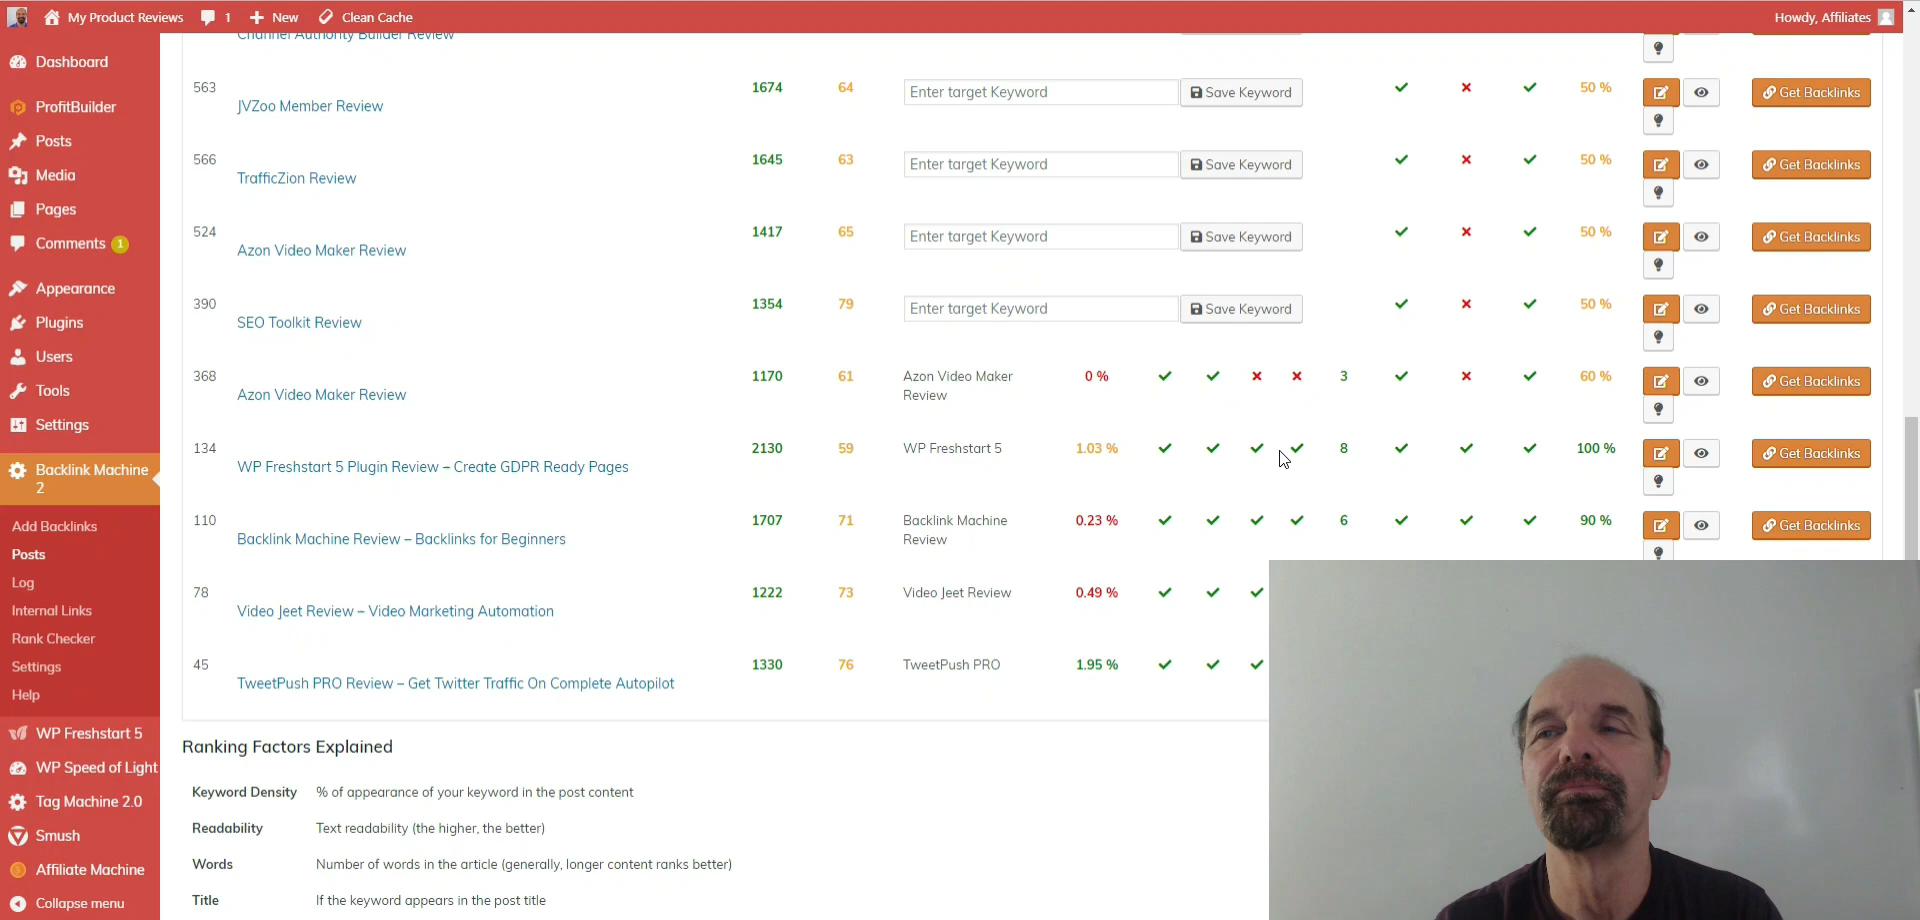 My Product Reviews 1 New Clean Cache Howdy, Affiliates
Dashboard
ProfitBuilder
Posts
Media
Pages
Comments 1
Appearance
Plugins
Users
Tools
Settings
Backlink Machine
2
Add Backlinks
Posts
Log
Internal Links
Rank Checker
Settings
Help
WP Freshstart 5
WP Speed of Light
Tag Machine 2.0
Smush
Affiliate Machine
Collapse menu
Channel Authority Builder Review
563 1674 64 Enter target Keyword Save Keyword 50 % Get Backlinks
JVZoo Member Review
566 1645 63 Enter target Keyword Save Keyword 50 % Get Backlinks
TrafficZion Review
524 1417 65 Enter target Keyword Save Keyword 50 % Get Backlinks
Azon Video Maker Review
390 1354 79 Enter target Keyword Save Keyword 50 % Get Backlinks
SEO Toolkit Review
368 1170 61 Azon Video Maker 0 % 3 60 % Get Backlinks
Azon Video Maker Review Review
134 2130 59 WP Freshstart 5 1.03 % 8 100 % Get Backlinks
WP Freshstart 5 Plugin Review – Create GDPR Ready Pages
110 1707 71 Backlink Machine 0.23 % 6 90 % Get Backlinks
Backlink Machine Review – Backlinks for Beginners Review
78 1222 73 Video Jeet Review 0.49 %
Video Jeet Review – Video Marketing Automation
45 1330 76 TweetPush PRO 1.95 %
TweetPush PRO Review – Get Twitter Traffic On Complete Autopilot
Ranking Factors Explained
Keyword Density % of appearance of your keyword in the post content
Readability Text readability (the higher, the better)
Words Number of words in the article (generally, longer content ranks better)
Title If the keyword appears in the post title